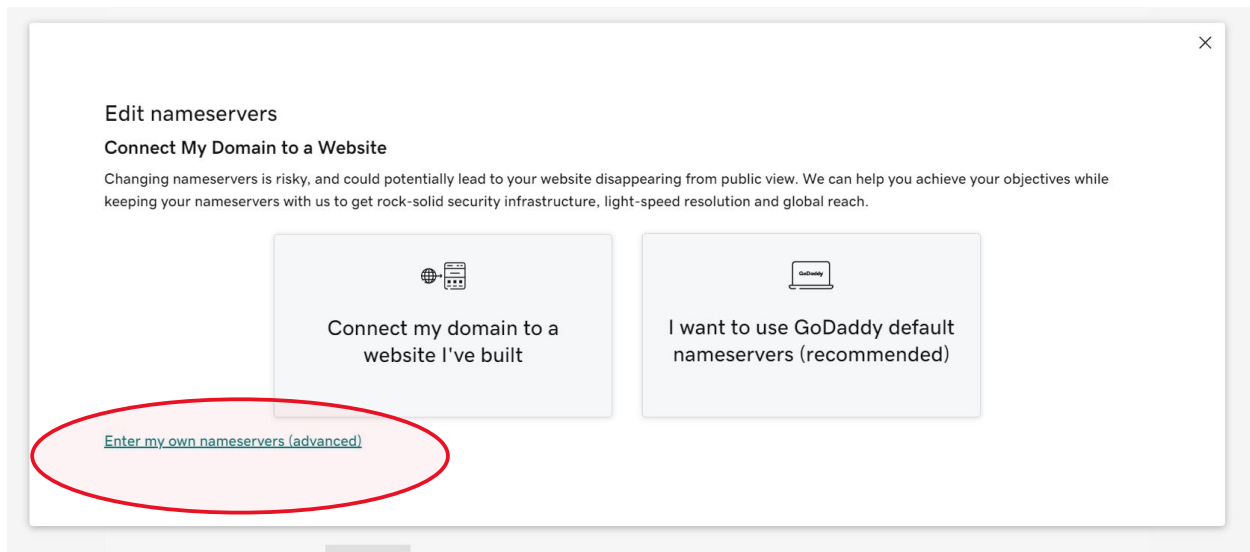 Edit nameservers
Connect My Domain to a Website
Changing nameservers is risky, and could potentially lead to your website disappearing from public view. We can help you achieve your objectives while
keeping your nameservers with us to get rock-solid security infrastructure, light-speed resolution and global reach.
Connect my domain to a
website I've built
GoDaddy
I want to use GoDaddy default
nameservers (recommended)
Enter my own nameservers (advanced)